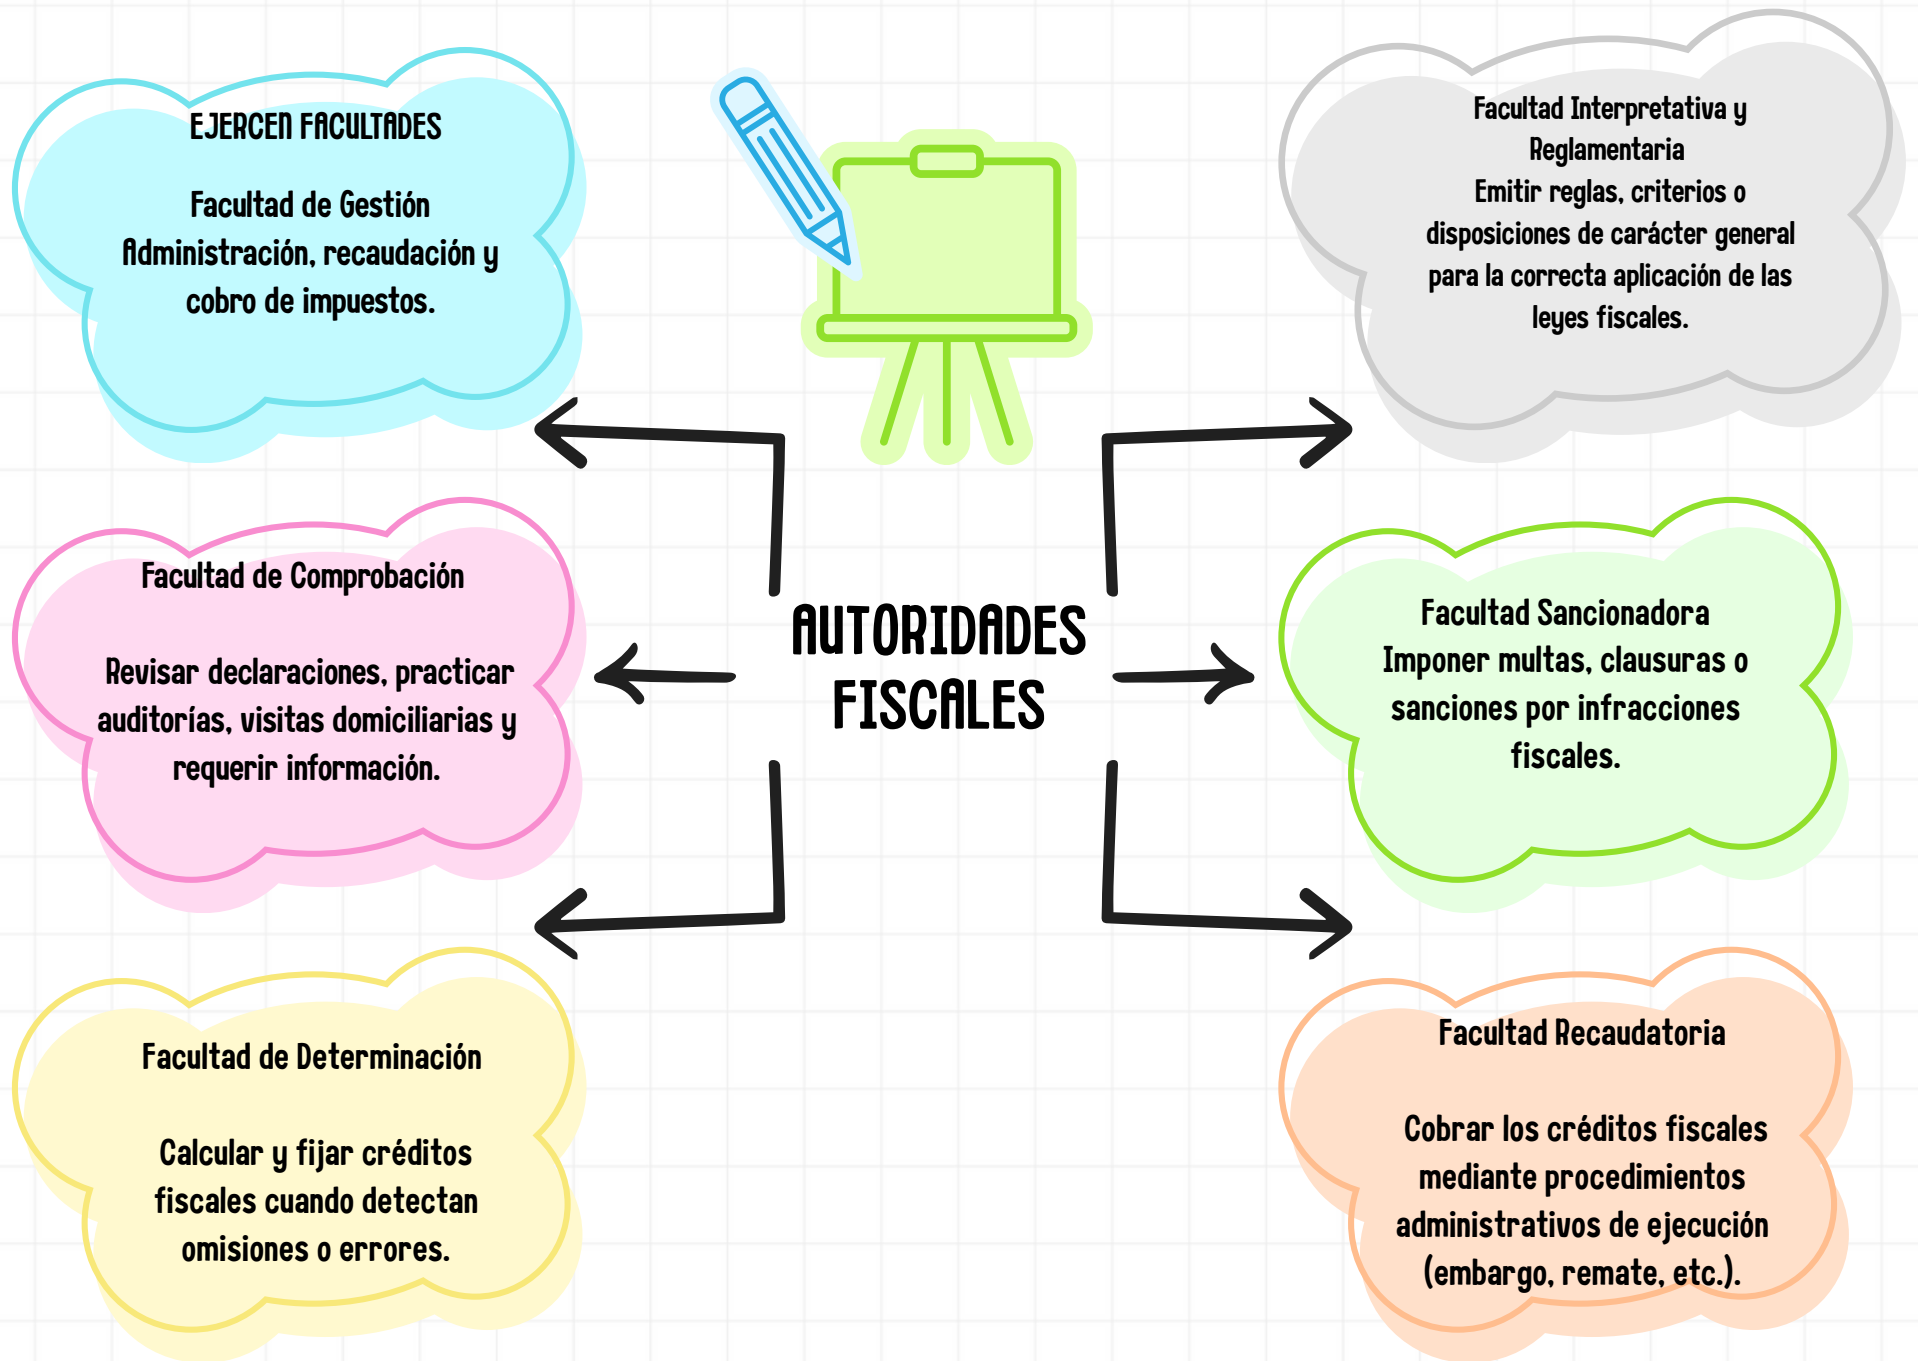 EJERCEN FACULTADES
Facultad de Gestión
Administración, recaudación y
cobro de impuestos.
Facultad de Comprobación
Revisar declaraciones, practicar
auditorías, visitas domiciliarias y
requerir información.
Facultad de Determinación
Calcular y fijar créditos
fiscales cuando detectan
omisiones o errores.
AUTORIDADES
FISCALES
Facultad Interpretativa y
Reglamentaria
Emitir reglas, criterios o
disposiciones de carácter general
para la correcta aplicación de las
leyes fiscales.
Facultad Sancionadora
Imponer multas, clausuras o
sanciones por infracciones
fiscales.
Facultad Recaudatoria
Cobrar los créditos fiscales
mediante procedimientos
administrativos de ejecución
(embargo, remate, etc.).